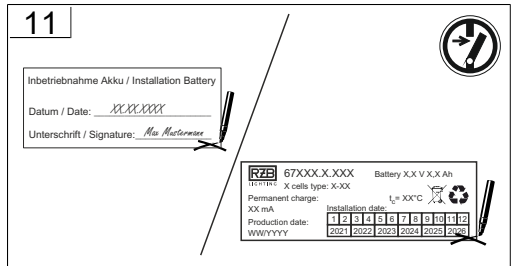 11
Inbetriebnahme Akku / Installation Battery
Datum / Date: XX.XX.XXXX
Unterschrift / Signature: Max Mustermann
RZB 67XXX.X.XXX Battery X,X V X,X Ah
LIGHTING X cells type: X-XX
Permanent charge: tc= XX°C
XX mA Installation date:
Production date: 1 2 3 4 5 6 7 8 9 10 11 12
WW/YYYY 2021 2022 2023 2024 2025 2026